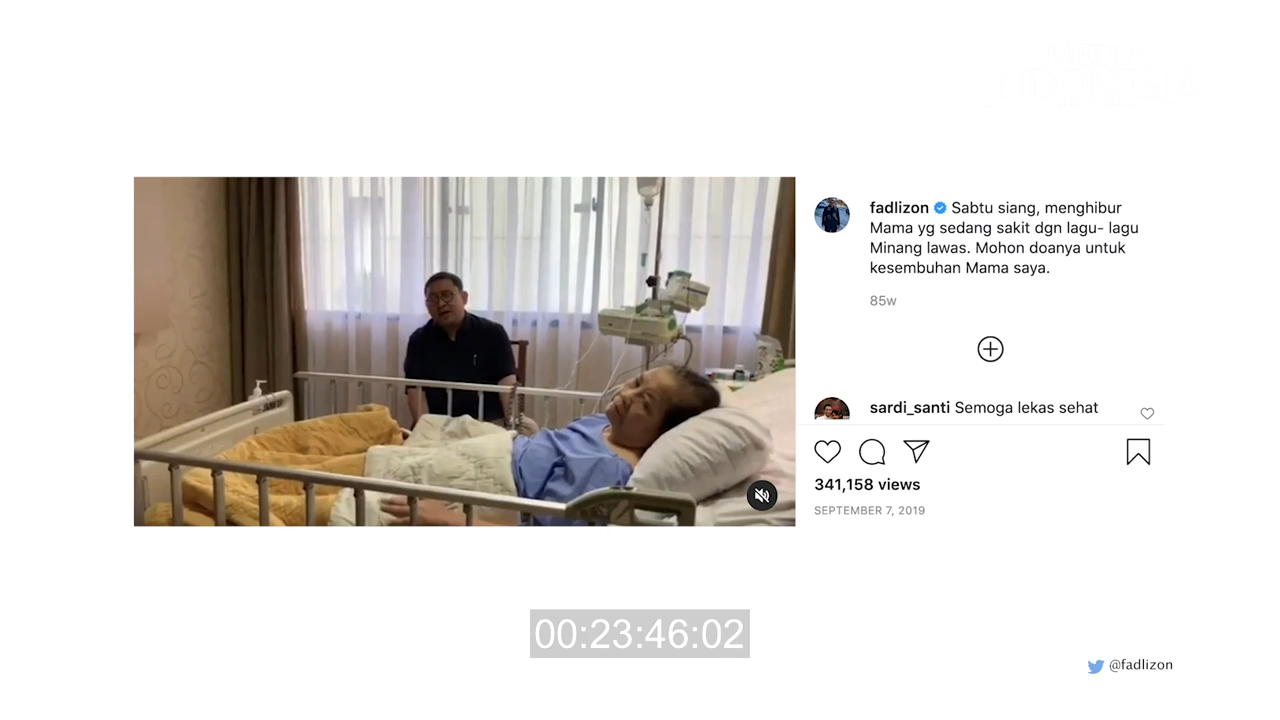 fadlizon Sabtu siang, menghibur
Mama yg sedang sakit dgn lagu- lagu
Minang lawas. Mohon doanya untuk
kesembuhan Mama saya.
85w
sardi_santi Semoga lekas sehat
341,158 views
SEPTEMBER 7, 2019
00:23:46:02
@fadlizon